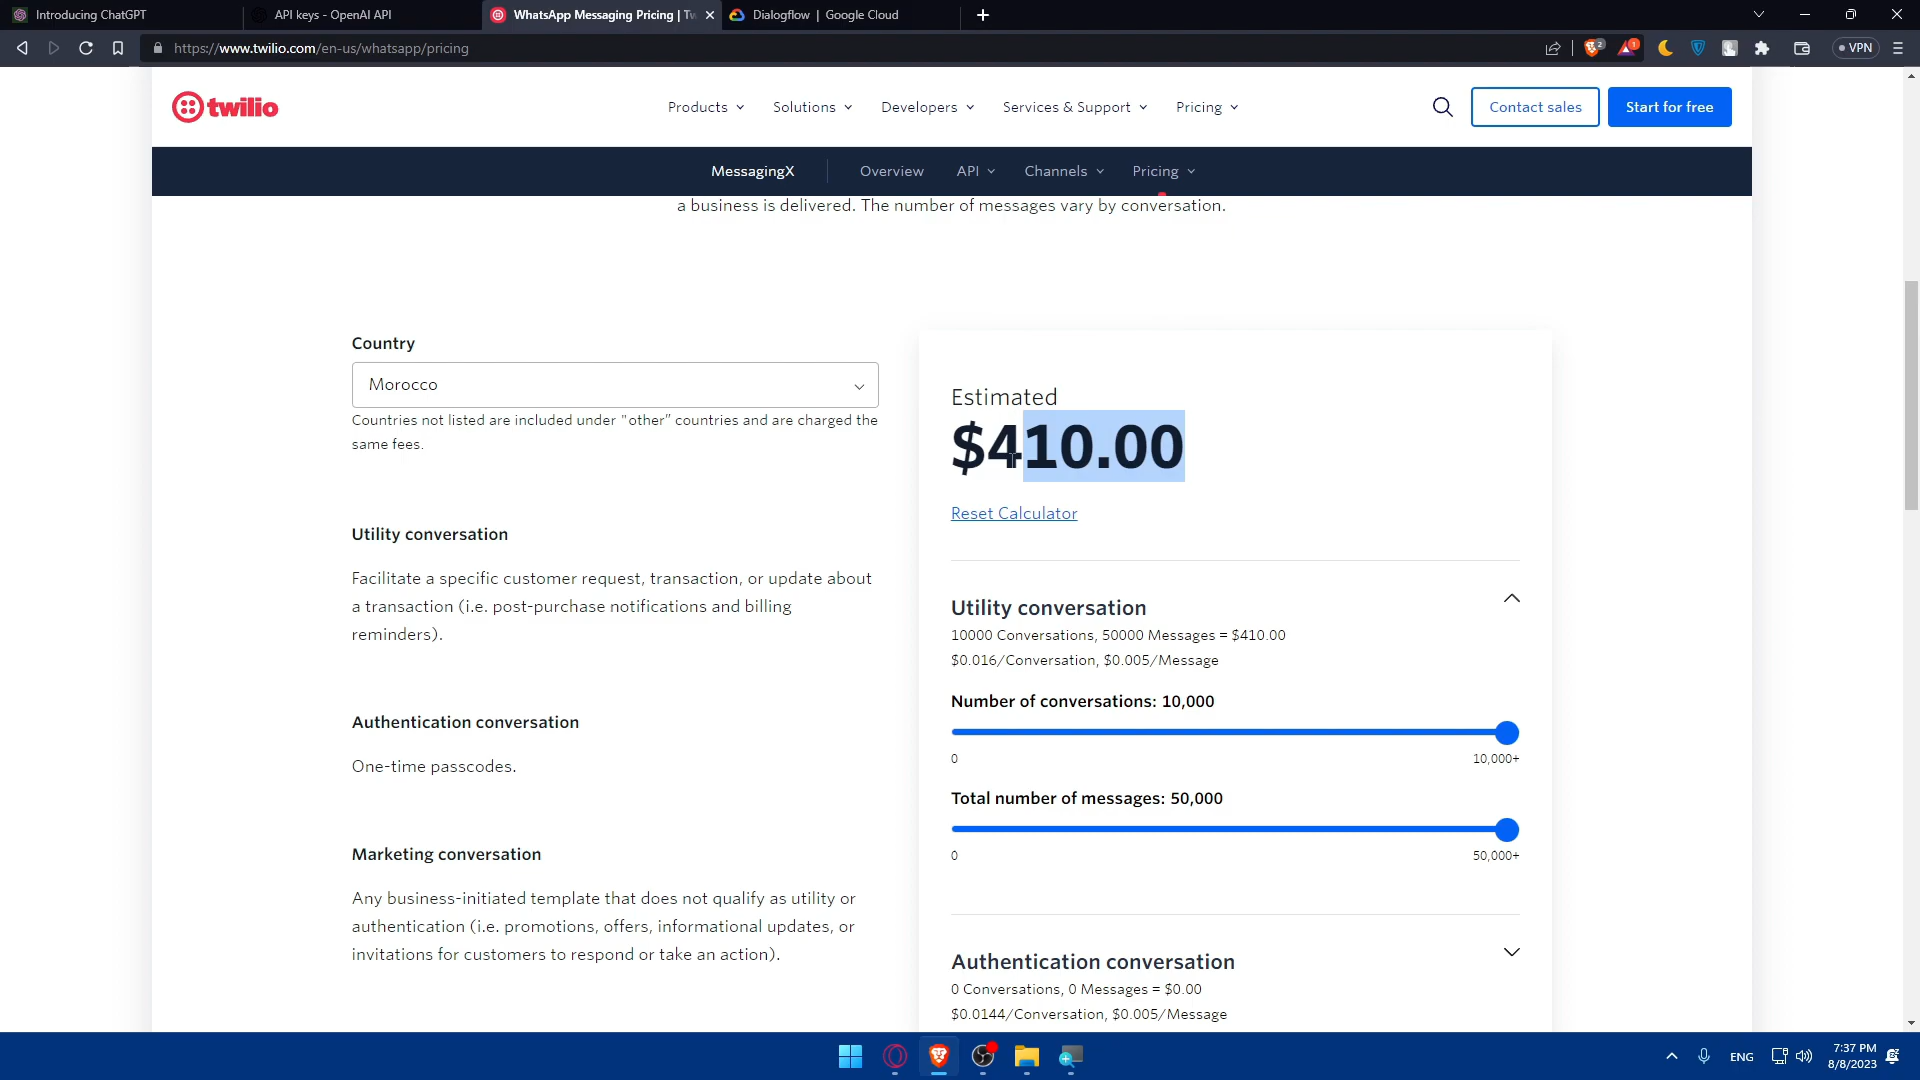 Introducing ChatGPT
API keys - OpenAI API
WhatsApp Messaging Pricing | Tw
Dialogflow | Google Cloud
https://www.twilio.com/en-us/whatsapp/pricing
2
1
VPN
twilio
Products
Solutions
Developers
Services & Support
Pricing
Contact sales
Start for free
MessagingX
Overview
API
Channels
Pricing
a business is delivered. The number of messages vary by conversation.
Country
Morocco
Countries not listed are included under "other” countries and are charged the
same fees.
Utility conversation
Facilitate a specific customer request, transaction, or update about
a transaction (i.e. post-purchase notifications and billing
reminders).
Authentication conversation
One-time passcodes.
Marketing conversation
Any business-initiated template that does not qualify as utility or
authentication (i.e. promotions, offers, informational updates, or
invitations for customers to respond or take an action).
Estimated
$410.00
Reset Calculator
Utility conversation
10000 Conversations, 50000 Messages = $410.00
$0.016/Conversation, $0.005/Message
Number of conversations: 10,000
0
10,000+
Total number of messages: 50,000
0
50,000+
Authentication conversation
0 Conversations, 0 Messages = $0.00
$0.0144/Conversation, $0.005/Message
ENG
7:37 PM
8/8/2023